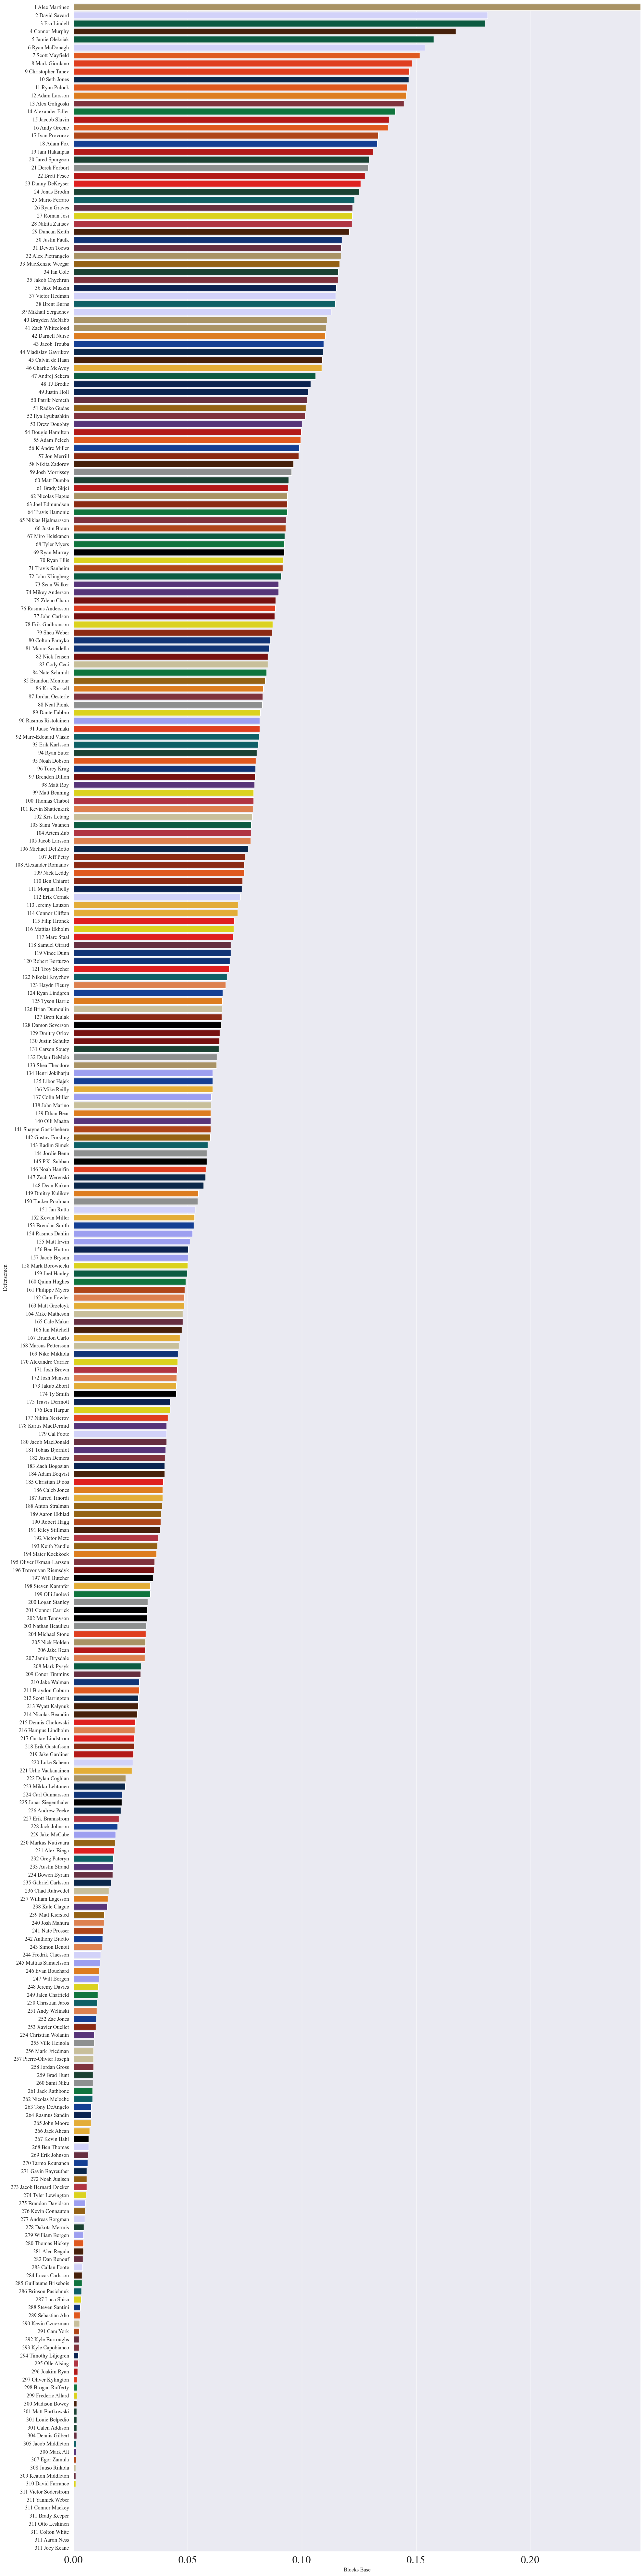 1 Alec Martinez
2 David Savard
3 Esa Lindell
4 Connor Murphy
5 Jamie Oleksiak
6 Ryan McDonagh
7 Scott Mayfield
8 Mark Giordano
9 Christopher Tanev
10 Seth Jones
11 Ryan Pulock
12 Adam Larsson
13 Alex Goligoski
14 Alexander Edler
15 Jaccob Slavin
16 Andy Greene
17 Ivan Provorov
18 Adam Fox
19 Jani Hakanpaa
20 Jared Spurgeon
21 Derek Forbort
22 Brett Pesce
23 Danny DeKeyser
24 Jonas Brodin
25 Mario Ferraro
26 Ryan Graves
27 Roman Josi
28 Nikita Zaitsev
29 Duncan Keith
30 Justin Faulk
31 Devon Toews
32 Alex Pietrangelo
33 MacKenzie Weegar
34 Ian Cole
35 Jakob Chychrun
36 Jake Muzzin
37 Victor Hedman
38 Brent Burns
39 Mikhail Sergachev
40 Brayden McNabb
41 Zach Whitecloud
42 Darnell Nurse
43 Jacob Trouba
44 Vladislav Gavrikov
45 Calvin de Haan
46 Charlie McAvoy
47 Andrej Sekera
48 TJ Brodie
49 Justin Holl
50 Patrik Nemeth
51 Radko Gudas
52 Ilya Lyubushkin
53 Drew Doughty
54 Dougie Hamilton
55 Adam Pelech
56 K'Andre Miller
57 Jon Merrill
58 Nikita Zadorov
59 Josh Morrissey
60 Matt Dumba
61 Brady Skjei
62 Nicolas Hague
63 Joel Edmundson
64 Travis Hamonic
65 Niklas Hjalmarsson
66 Justin Braun
67 Miro Heiskanen
68 Tyler Myers
69 Ryan Murray
70 Ryan Ellis
71 Travis Sanheim
72 John Klingberg
73 Sean Walker
74 Mikey Anderson
75 Zdeno Chara
76 Rasmus Andersson
77 John Carlson
78 Erik Gudbranson
79 Shea Weber
80 Colton Parayko
81 Marco Scandella
82 Nick Jensen
83 Cody Ceci
84 Nate Schmidt
85 Brandon Montour
86 Kris Russell
87 Jordan Oesterle
88 Neal Pionk
89 Dante Fabbro
90 Rasmus Ristolainen
91 Juuso Valimaki
92 Marc-Edouard Vlasic
93 Erik Karlsson
94 Ryan Suter
95 Noah Dobson
96 Torey Krug
97 Brenden Dillon
98 Matt Roy
99 Matt Benning
100 Thomas Chabot
101 Kevin Shattenkirk
102 Kris Letang
103 Sami Vatanen
104 Artem Zub
105 Jacob Larsson
106 Michael Del Zotto
107 Jeff Petry
108 Alexander Romanov
109 Nick Leddy
110 Ben Chiarot
111 Morgan Rielly
112 Erik Cernak
113 Jeremy Lauzon
114 Connor Clifton
115 Filip Hronek
116 Mattias Ekholm
117 Marc Staal
118 Samuel Girard
119 Vince Dunn
120 Robert Bortuzzo
121 Troy Stecher
122 Nikolai Knyzhov
123 Haydn Fleury
124 Ryan Lindgren
125 Tyson Barrie
126 Brian Dumoulin
127 Brett Kulak
128 Damon Severson
129 Dmitry Orlov
130 Justin Schultz
131 Carson Soucy
132 Dylan DeMelo
133 Shea Theodore
134 Henri Jokiharju
135 Libor Hajek
136 Mike Reilly
137 Colin Miller
138 John Marino
139 Ethan Bear
140 Olli Maatta
141 Shayne Gostisbehere
142 Gustav Forsling
143 Radim Simek
144 Jordie Benn
145 P.K. Subban
146 Noah Hanifin
147 Zach Werenski
148 Dean Kukan
149 Dmitry Kulikov
150 Tucker Poolman
151 Jan Rutta
152 Kevan Miller
153 Brendan Smith
154 Rasmus Dahlin
155 Matt Irwin
156 Ben Hutton
157 Jacob Bryson
158 Mark Borowiecki
159 Joel Hanley
160 Quinn Hughes
161 Philippe Myers
162 Cam Fowler
163 Matt Grzelcyk
164 Mike Matheson
165 Cale Makar
166 Ian Mitchell
167 Brandon Carlo
168 Marcus Pettersson
169 Niko Mikkola
170 Alexandre Carrier
171 Josh Brown
172 Josh Manson
173 Jakub Zboril
174 Ty Smith
175 Travis Dermott
176 Ben Harpur
177 Nikita Nesterov
178 Kurtis MacDermid
179 Cal Foote
180 Jacob MacDonald
181 Tobias Bjornfot
182 Jason Demers
183 Zach Bogosian
184 Adam Boqvist
185 Christian Djoos
186 Caleb Jones
187 Jarred Tinordi
188 Anton Stralman
189 Aaron Ekblad
190 Robert Hagg
191 Riley Stillman
192 Victor Mete
193 Keith Yandle
194 Slater Koekkoek
195 Oliver Ekman-Larsson
196 Trevor van Riemsdyk
197 Will Butcher
198 Steven Kampfer
199 Olli Juolevi
200 Logan Stanley
201 Connor Carrick
202 Matt Tennyson
203 Nathan Beaulieu
204 Michael Stone
205 Nick Holden
206 Jake Bean
207 Jamie Drysdale
208 Mark Pysyk
209 Conor Timmins
210 Jake Walman
211 Braydon Coburn
212 Scott Harrington
213 Wyatt Kalynuk
214 Nicolas Beaudin
215 Dennis Cholowski
216 Hampus Lindholm
217 Gustav Lindstrom
218 Erik Gustafsson
219 Jake Gardiner
220 Luke Schenn
221 Urho Vaakanainen
222 Dylan Coghlan
223 Mikko Lehtonen
224 Carl Gunnarsson
225 Jonas Siegenthaler
226 Andrew Peeke
227 Erik Brannstrom
228 Jack Johnson
229 Jake McCabe
230 Markus Nutivaara
231 Alex Biega
232 Greg Pateryn
233 Austin Strand
234 Bowen Byram
235 Gabriel Carlsson
236 Chad Ruhwedel
237 William Lagesson
238 Kale Clague
239 Matt Kiersted
240 Josh Mahura
241 Nate Prosser
242 Anthony Bitetto
243 Simon Benoit
244 Fredrik Claesson
245 Mattias Samuelsson
246 Evan Bouchard
247 Will Borgen
248 Jeremy Davies
249 Jalen Chatfield
250 Christian Jaros
251 Andy Welinski
252 Zac Jones
253 Xavier Ouellet
254 Christian Wolanin
255 Ville Heinola
256 Mark Friedman
257 Pierre-Olivier Joseph
258 Jordan Gross
259 Brad Hunt
260 Sami Niku
261 Jack Rathbone
262 Nicolas Meloche
263 Tony DeAngelo
264 Rasmus Sandin
265 John Moore
266 Jack Ahcan
267 Kevin Bahl
268 Ben Thomas
269 Erik Johnson
270 Tarmo Reunanen
271 Gavin Bayreuther
272 Noah Juulsen
273 Jacob Bernard-Docker
274 Tyler Lewington
275 Brandon Davidson
276 Kevin Connauton
277 Andreas Borgman
278 Dakota Mermis
279 William Borgen
280 Thomas Hickey
281 Alec Regula
282 Dan Renouf
283 Callan Foote
284 Lucas Carlsson
285 Guillaume Brisebois
286 Brinson Pasichnuk
287 Luca Sbisa
288 Steven Santini
289 Sebastian Aho
290 Kevin Czuczman
291 Cam York
292 Kyle Burroughs
293 Kyle Capobianco
294 Timothy Liljegren
295 Olle Alsing
296 Joakim Ryan
297 Oliver Kylington
298 Brogan Rafferty
299 Frederic Allard
300 Madison Bowey
301 Matt Bartkowski
301 Louie Belpedio
301 Calen Addison
304 Dennis Gilbert
305 Jacob Middleton
306 Mark Alt
307 Egor Zamula
308 Juuso Riikola
309 Keaton Middleton
310 David Farrance
311 Victor Soderstrom
311 Yannick Weber
311 Connor Mackey
311 Brady Keeper
311 Otto Leskinen
311 Colton White
311 Aaron Ness
311 Joey Keane
Defensemen
0.00 0.05 0.10 0.15 0.20
Blocks Base